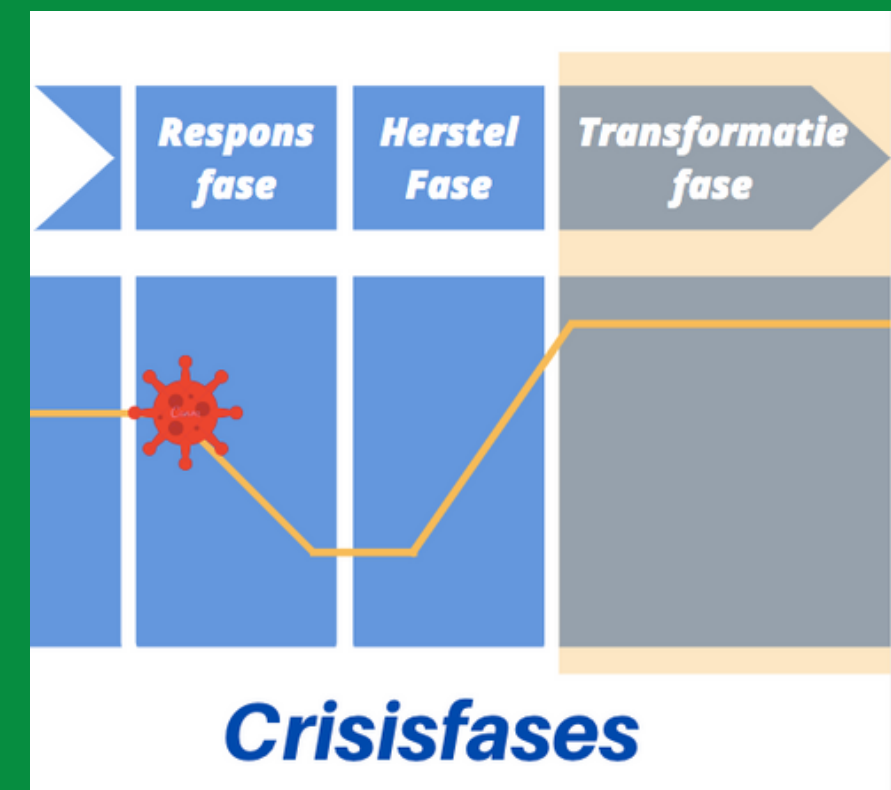 Respons
fase
Herstel
Fase
Transformatie
fase
Crisisfases